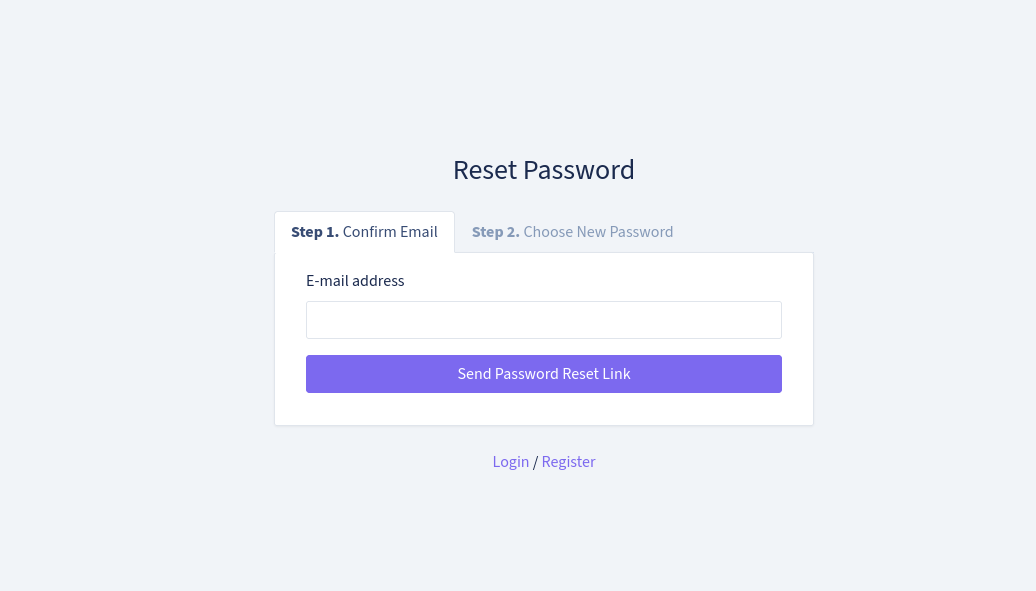 Reset Password
Step 1. Confirm Email
Step 2. Choose New Password
E-mail address
Send Password Reset Link
Login / Register